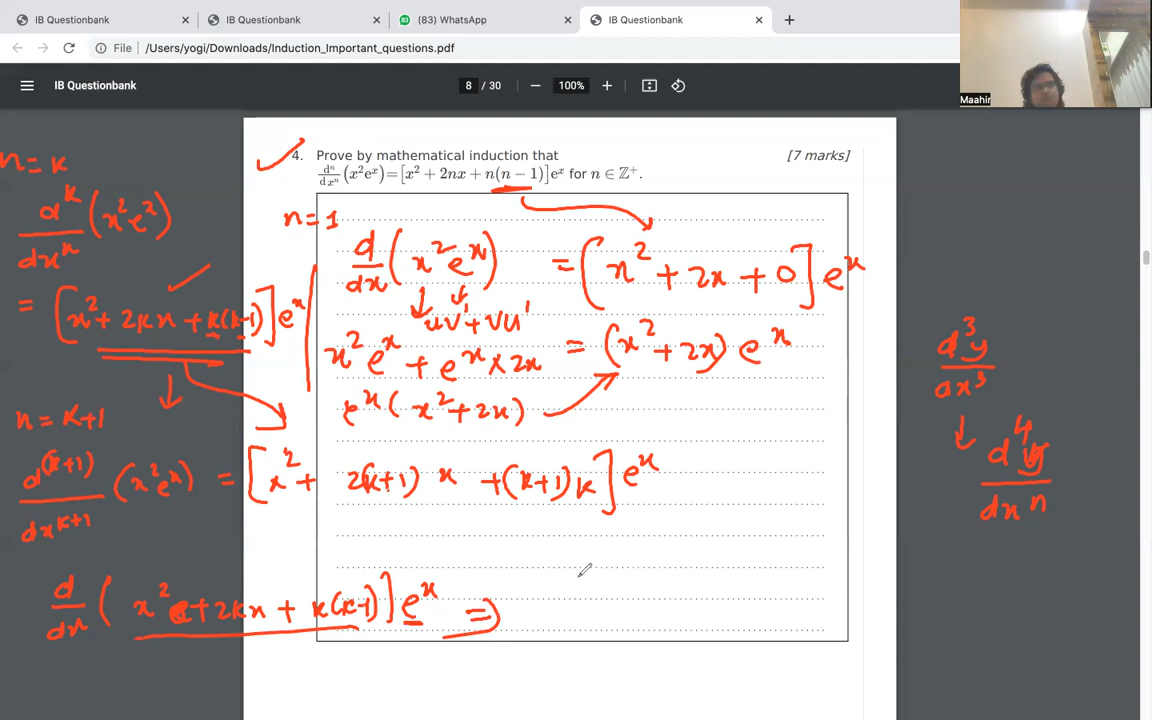 IB Questionbank
IB Questionbank
(83) WhatsApp
IB Questionbank
File
/Users/yogi/Downloads/Induction_Important_questions.pdf
IB Questionbank
8 / 30
100%
Maahir
4. Prove by mathematical induction that [7 marks]
dⁿ/dxⁿ (x²eˣ)=[x² + 2nx + n(n − 1)]eˣ for n ∈ ℤ⁺.
n = k
dᵏ/dxᵏ (x²eˣ)
= [x² + 2kx + k(k-1)]eˣ
n = 1
d/dx (x²eˣ) = [x² + 2x + 0]eˣ
uv' + vu'
x²eˣ + eˣ × 2x = (x² + 2x) eˣ
eˣ(x² + 2x)
n = k+1
d⁽ᵏ⁺¹⁾/dxᵏ⁺¹ (x²eˣ) = [x² + 2(k+1) x + (k+1)k]eˣ
d/dx (x² + 2kx + k(k-1)]eˣ ⇒
d³y/dx³
d⁴y/dxⁿ